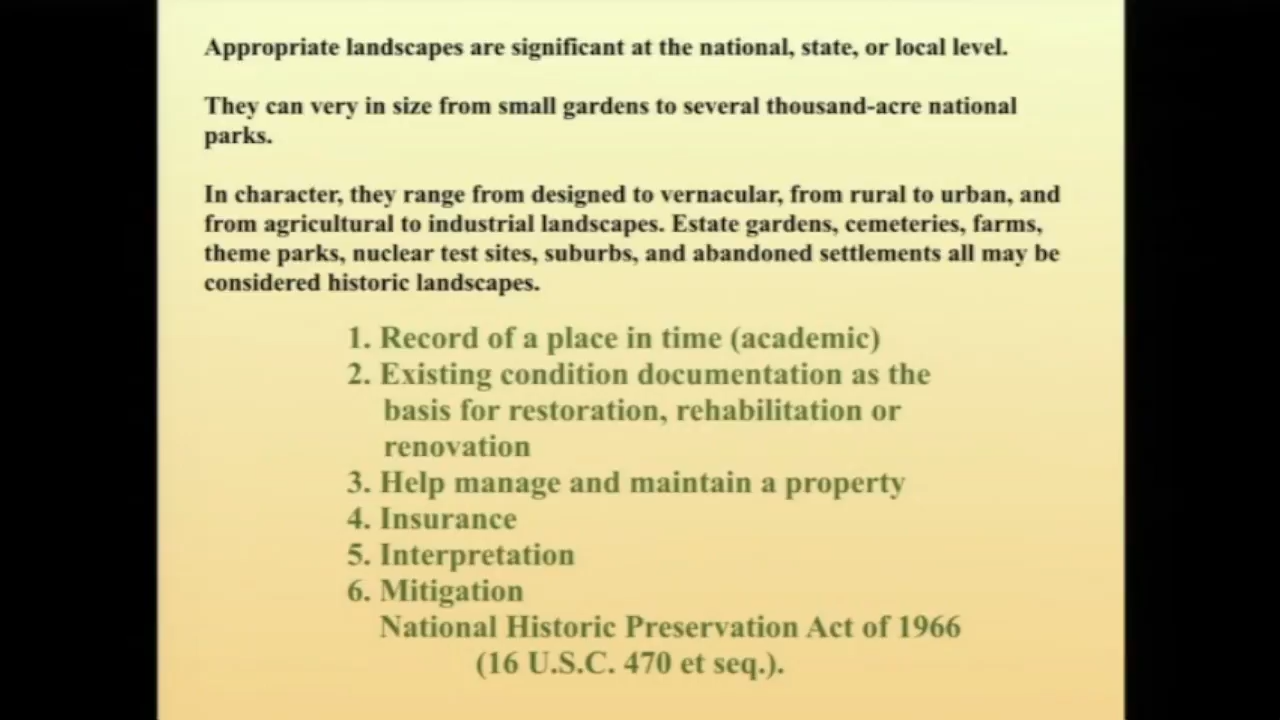 Appropriate landscapes are significant at the national, state, or local level.
They can very in size from small gardens to several thousand-acre national
parks.
In character, they range from designed to vernacular, from rural to urban, and
from agricultural to industrial landscapes. Estate gardens, cemeteries, farms,
theme parks, nuclear test sites, suburbs, and abandoned settlements all may be
considered historic landscapes.
1. Record of a place in time (academic)
2. Existing condition documentation as the
basis for restoration, rehabilitation or
renovation
3. Help manage and maintain a property
4. Insurance
5. Interpretation
6. Mitigation
National Historic Preservation Act of 1966
(16 U.S.C. 470 et seq.).